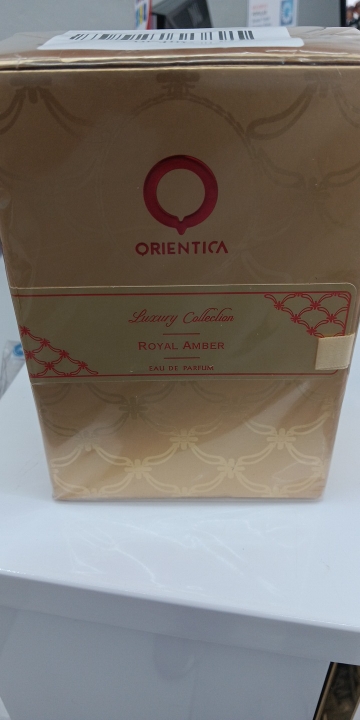 ORIENTICA
Luxury Collection
ROYAL AMBER
EAU DE PARFUM